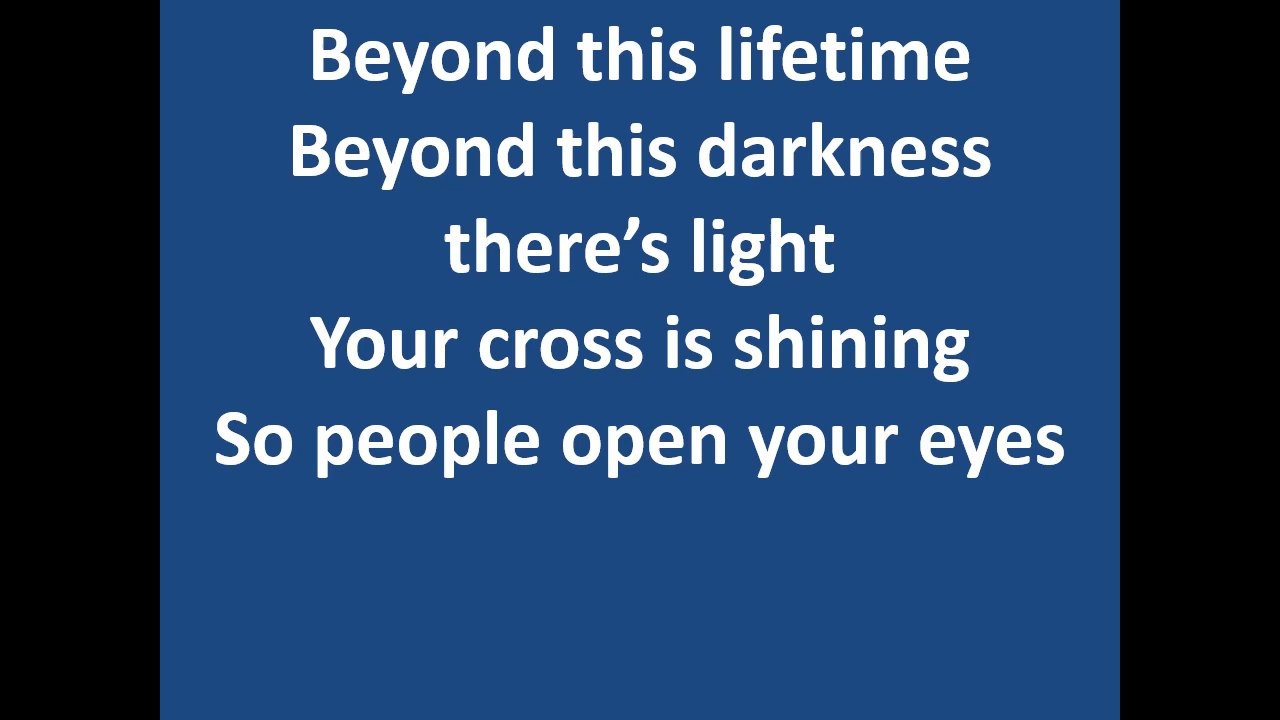 Beyond this lifetime
Beyond this darkness
there’s light
Your cross is shining
So people open your eyes